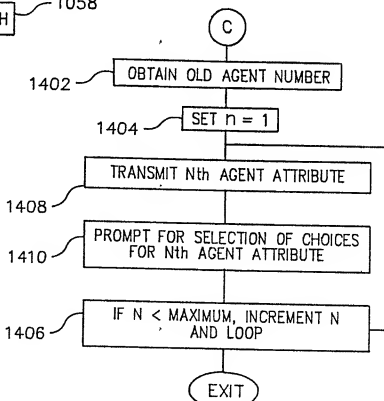 1058
H
C
1402
OBTAIN OLD AGENT NUMBER
1404
SET n = 1
TRANSMIT Nth AGENT ATTRIBUTE
1408
PROMPT FOR SELECTION OF CHOICES
FOR Nth AGENT ATTRIBUTE
1410
IF N < MAXIMUM, INCREMENT N
AND LOOP
1406
EXIT